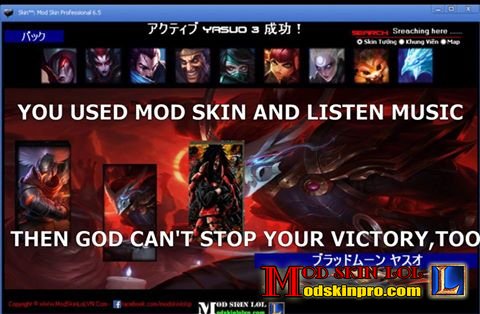 Skin™: Mod Skin Professional 6.5
アクティブ YASUO 3 成功！
バック
SEARCH Sreaching here ......
Skin Tướng Khung Viền Map
YOU USED MOD SKIN AND LISTEN MUSIC
THEN GOD CAN'T STOP YOUR VICTORY,TOO
ブラッドムーン ヤスオ
MOD SKIN LOL L
Modskinpro.com
Copyright © www.ModSkinLoLVN.Com
facebook.com/modskinlolvip
MOD SKIN LOL